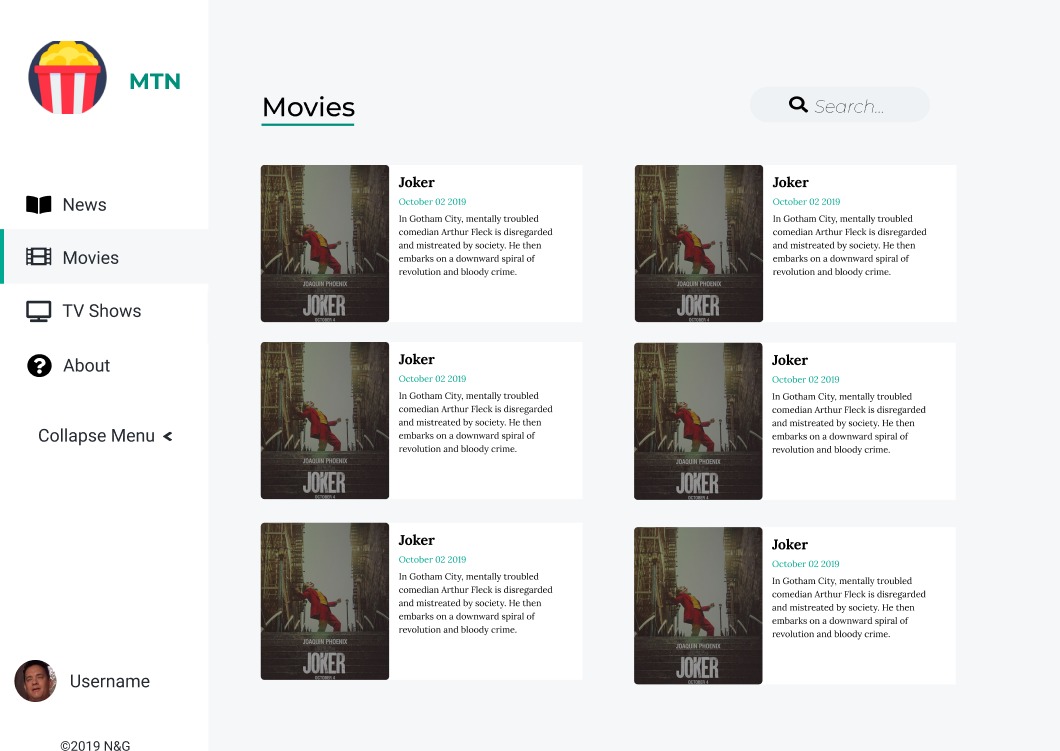 MTN
News
Movies
TV Shows
About
Collapse Menu <
Username
©2019 N&G
Movies
Search...
JOAQUIN PHOENIX
JOKER
OCTOBER 4
Joker
October 02 2019
In Gotham City, mentally troubled
comedian Arthur Fleck is disregarded
and mistreated by society. He then
embarks on a downward spiral of
revolution and bloody crime.
JOAQUIN PHOENIX
JOKER
OCTOBER 4
Joker
October 02 2019
In Gotham City, mentally troubled
comedian Arthur Fleck is disregarded
and mistreated by society. He then
embarks on a downward spiral of
revolution and bloody crime.
JOAQUIN PHOENIX
JOKER
OCTOBER 4
Joker
October 02 2019
In Gotham City, mentally troubled
comedian Arthur Fleck is disregarded
and mistreated by society. He then
embarks on a downward spiral of
revolution and bloody crime.
JOAQUIN PHOENIX
JOKER
OCTOBER 4
Joker
October 02 2019
In Gotham City, mentally troubled
comedian Arthur Fleck is disregarded
and mistreated by society. He then
embarks on a downward spiral of
revolution and bloody crime.
JOAQUIN PHOENIX
JOKER
OCTOBER 4
Joker
October 02 2019
In Gotham City, mentally troubled
comedian Arthur Fleck is disregarded
and mistreated by society. He then
embarks on a downward spiral of
revolution and bloody crime.
JOAQUIN PHOENIX
JOKER
OCTOBER 4
Joker
October 02 2019
In Gotham City, mentally troubled
comedian Arthur Fleck is disregarded
and mistreated by society. He then
embarks on a downward spiral of
revolution and bloody crime.